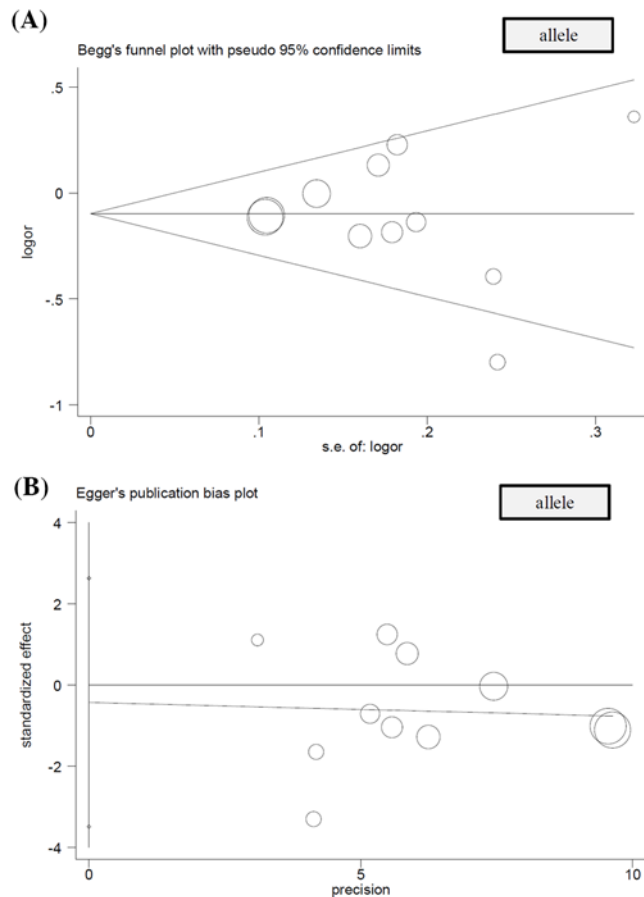 (A)
allele
Begg's funnel plot with pseudo 95% confidence limits
.5
0
-.5
-1
logor
0 .1 .2 .3
s.e. of: logor
(B)
allele
Egger's publication bias plot
4
2
0
-2
-4
standardized effect
0 5 10
precision